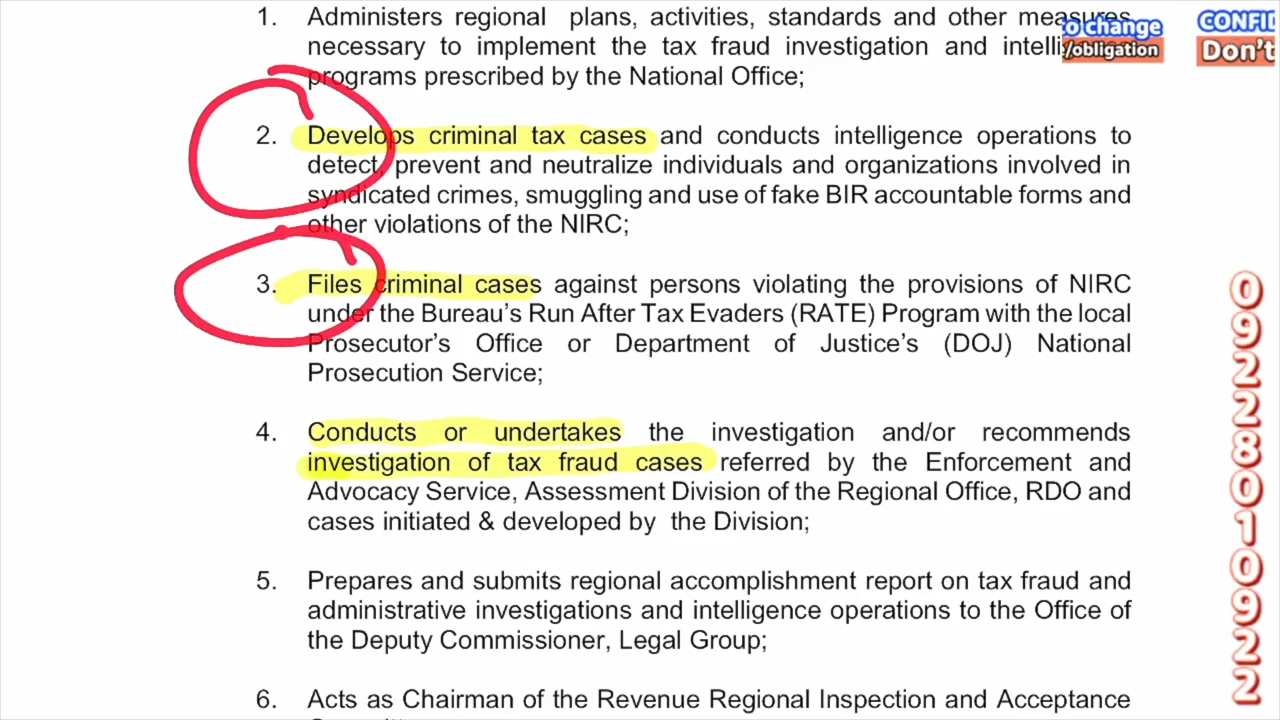 1. Administers regional plans, activities, standards and other measures
necessary to implement the tax fraud investigation and
programs prescribed by the National Office;
2. Develops criminal tax cases and conducts intelligence operations to
detect, prevent and neutralize individuals and organizations involved in
syndicated crimes, smuggling and use of fake BIR accountable forms and
other violations of the NIRC;
3. Files criminal cases against persons violating the provisions of NIRC
under the Bureau's Run After Tax Evaders (RATE) Program with the local
Prosecutor's Office or Department of Justice's (DOJ) National
Prosecution Service;
4. Conducts or undertakes the investigation and/or recommends
investigation of tax fraud cases referred by the Enforcement and
Advocacy Service, Assessment Division of the Regional Office, RDO and
cases initiated & developed by the Division;
5. Prepares and submits regional accomplishment report on tax fraud and
administrative investigations and intelligence operations to the Office of
the Deputy Commissioner, Legal Group;
6. Acts as Chairman of the Revenue Regional Inspection and Acceptance
o change
/obligation
CONFID
Don't
09228010922